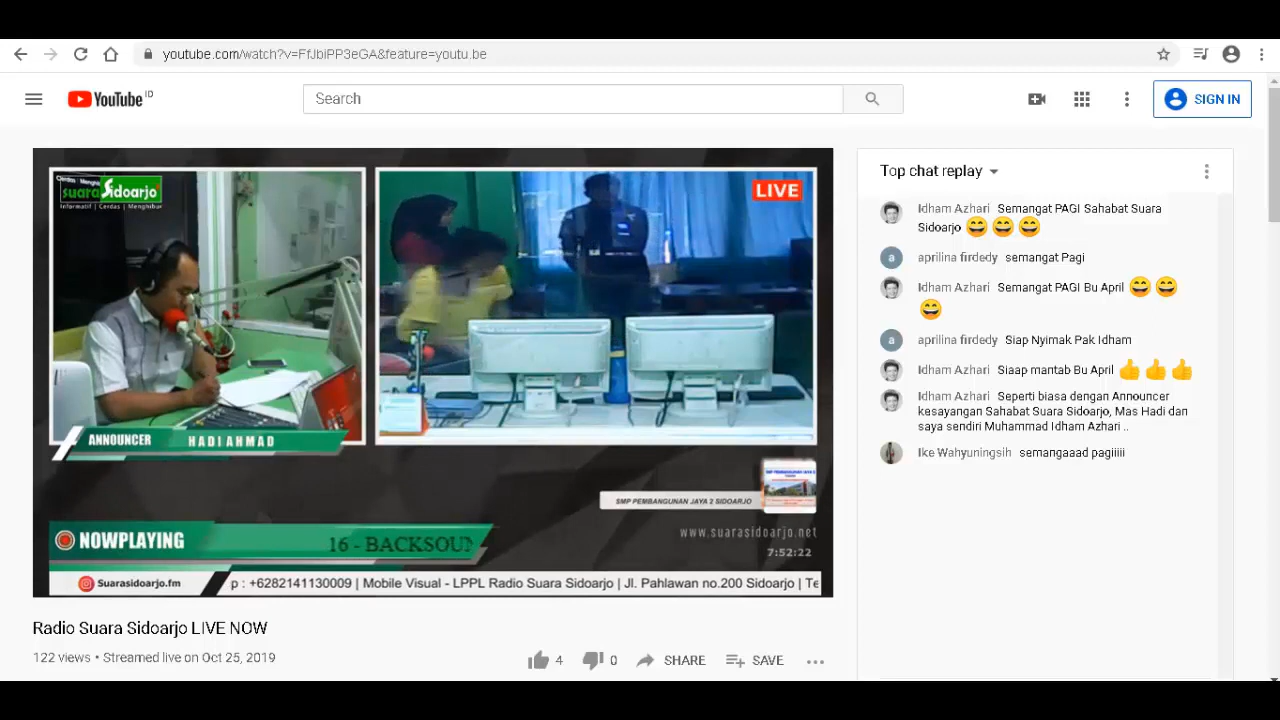 youtube.com/watch?v=FfJbiPP3eGA&feature=youtu.be
YouTube ID
Search
SIGN IN
suara Sidoarjo
Informatif | Cerdas | Menghibur
LIVE
ANNOUNCER HADI AHMAD
SMP PEMBANGUNAN JAYA 2 SIDOARJO
www.suarasidoarjo.net
7:52:22
NOWPLAYING
16 - BACKSOUN
Suarasidoarjo.fm
p : +6282141130009 | Mobile Visual - LPPL Radio Suara Sidoarjo | Jl. Pahlawan no.200 Sidoarjo | Te
Radio Suara Sidoarjo LIVE NOW
122 views • Streamed live on Oct 25, 2019
4
0
SHARE
SAVE
Top chat replay
Idham Azhari Semangat PAGI Sahabat Suara
Sidoarjo 😄 😄 😄
aprilina firdedy semangat Pagi
Idham Azhari Semangat PAGI Bu April 😄 😄
😄
aprilina firdedy Siap Nyimak Pak Idham
Idham Azhari Siaap mantab Bu April 👍 👍 👍
Idham Azhari Seperti biasa dengan Announcer
kesayangan Sahabat Suara Sidoarjo, Mas Hadi dan
saya sendiri Muhammad Idham Azhari ..
Ike Wahyuningsih semangaaad pagiiiii